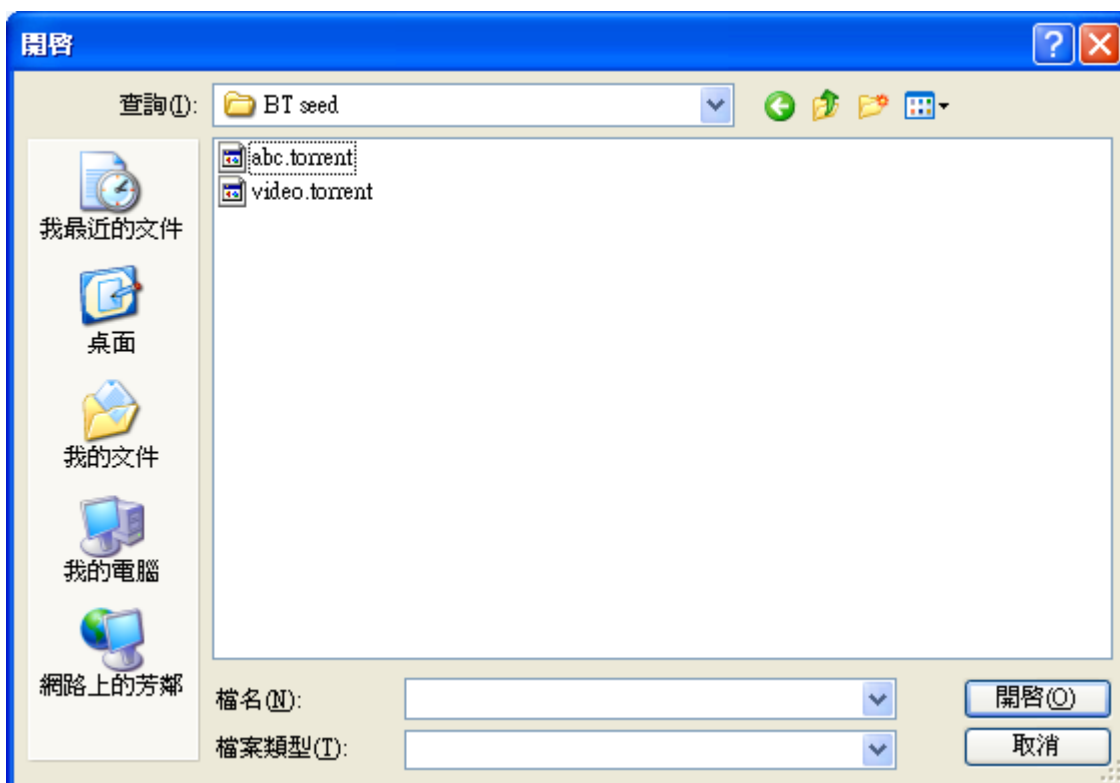 開啓
查詢(I):
BT seed
abc.torrent
video.torrent
我最近的文件
桌面
我的文件
我的電腦
網路上的芳鄰
檔名(N):
開啓(O)
檔案類型(T):
取消